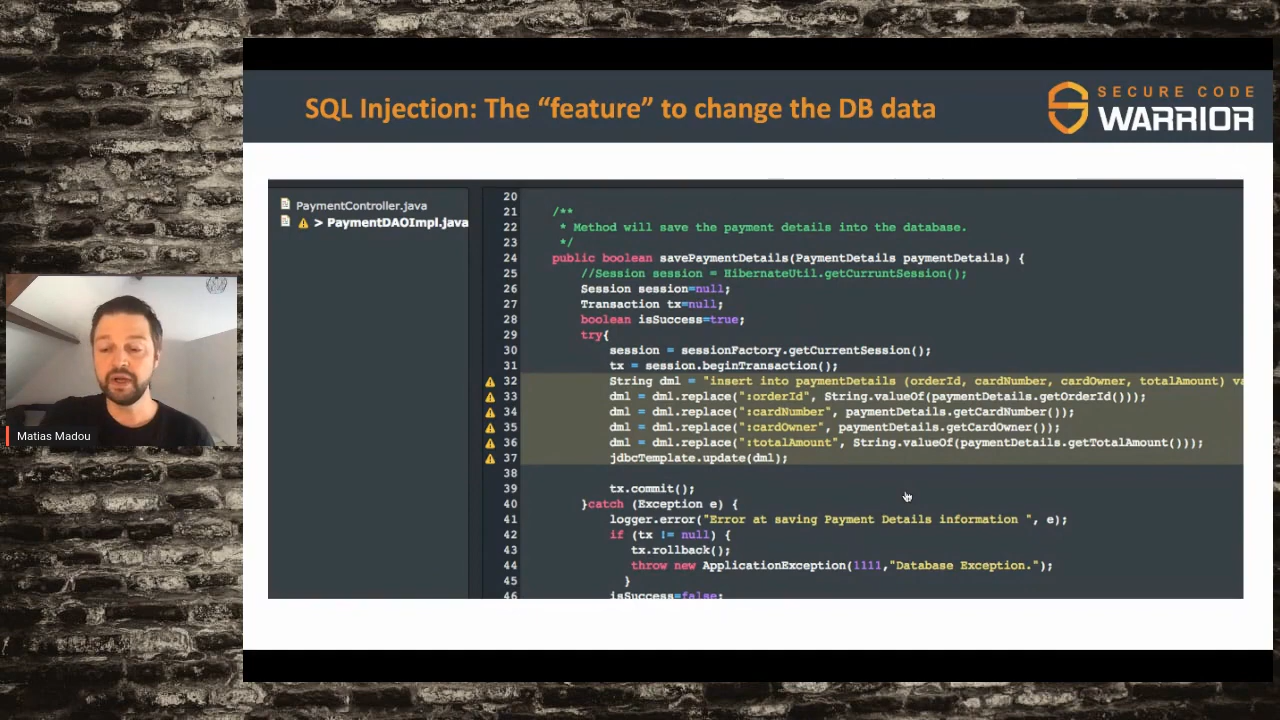 SQL Injection: The “feature” to change the DB data
SECURE CODE
WARRIOR
PaymentController.java
> PaymentDAOImpl.java
20
21 /**
22 * Method will save the payment details into the database.
23 */
24 public boolean savePaymentDetails(PaymentDetails paymentDetails) {
25 //Session session = HibernateUtil.getCurruntSession();
26 Session session=null;
27 Transaction tx=null;
28 boolean isSuccess=true;
29 try{
30 session = sessionFactory.getCurrentSession();
31 tx = session.beginTransaction();
32 String dml = "insert into paymentDetails (orderId, cardNumber, cardOwner, totalAmount) va
33 dml = dml.replace(":orderId", String.valueOf(paymentDetails.getOrderId()));
34 dml = dml.replace(":cardNumber", paymentDetails.getCardNumber());
35 dml = dml.replace(":cardOwner", paymentDetails.getCardOwner());
36 dml = dml.replace(":totalAmount", String.valueOf(paymentDetails.getTotalAmount()));
37 jdbcTemplate.update(dml);
38
39 tx.commit();
40 }catch (Exception e) {
41 logger.error("Error at saving Payment Details information ", e);
42 if (tx != null) {
43 tx.rollback();
44 throw new ApplicationException(1111,"Database Exception.");
45 }
46 isSuccess=false;
Matias Madou